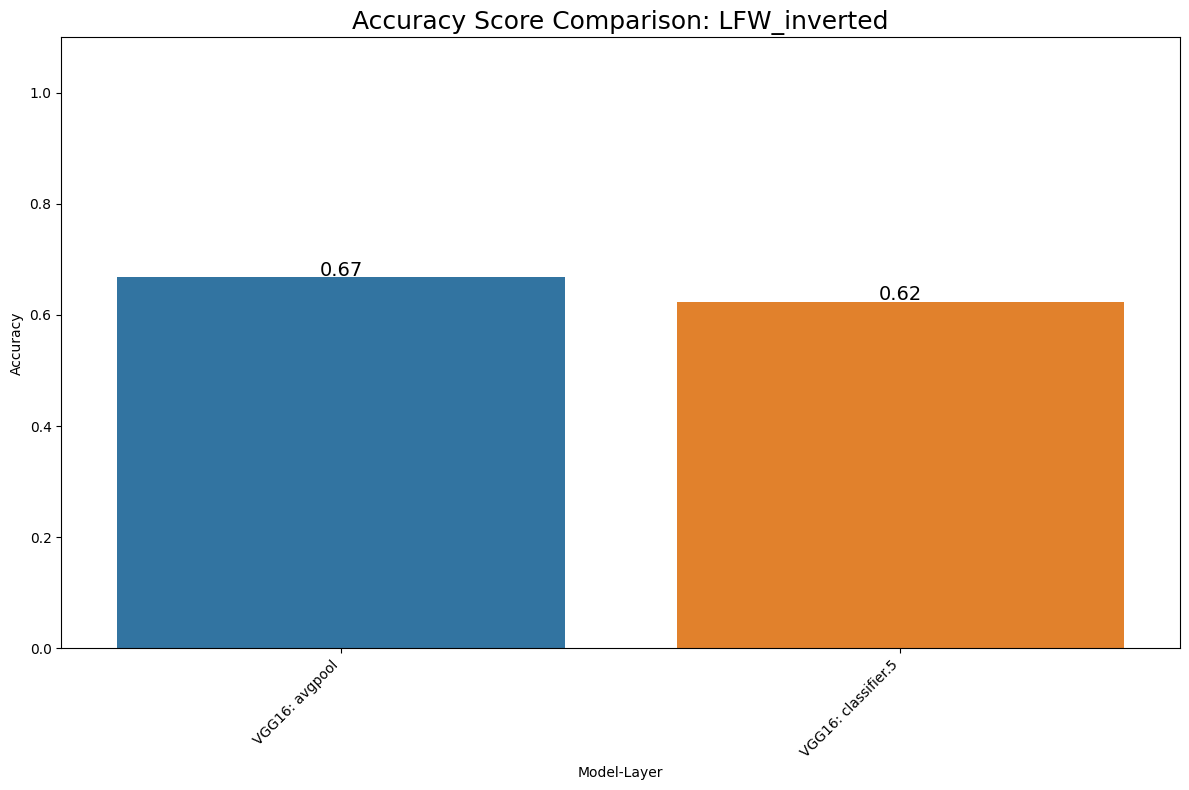 Accuracy Score Comparison: LFW_inverted
1.0
0.8
0.6
0.4
0.2
0.0
Accuracy
0.67
0.62
VGG16: avgpool
VGG16: classifier.5
Model-Layer